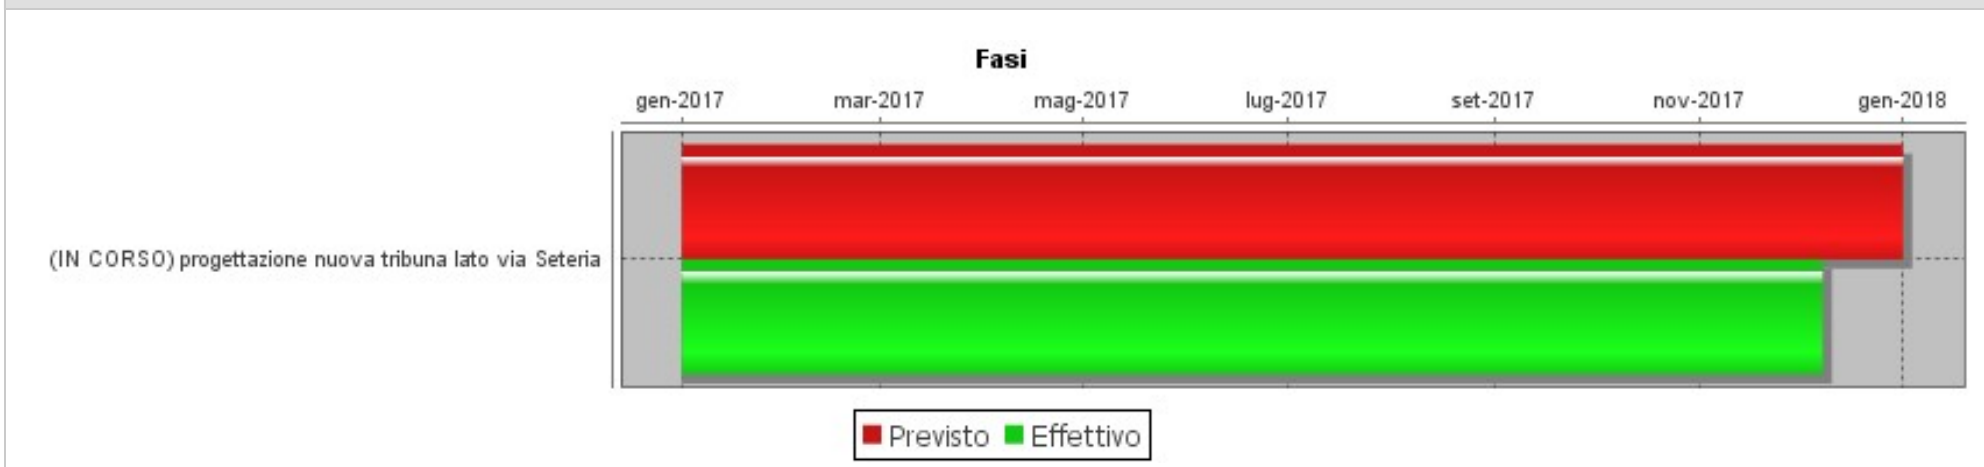 Fasi
gen-2017 mar-2017 mag-2017 lug-2017 set-2017 nov-2017 gen-2018
(IN CORSO) progettazione nuova tribuna lato via Seteria
Previsto Effettivo